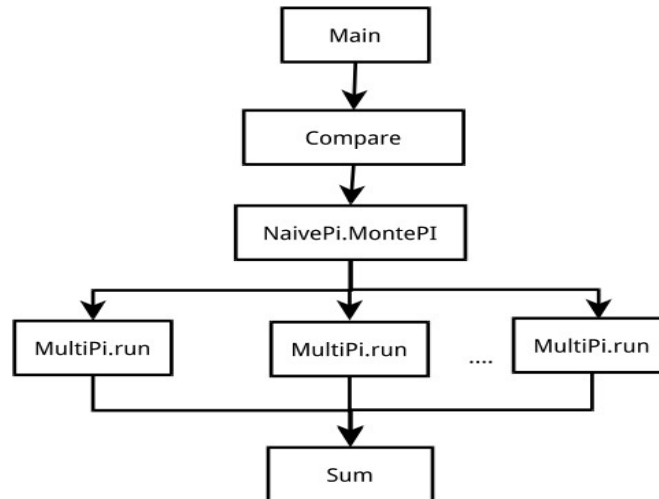 Main
Compare
NaivePi.MontePI
MultiPi.run
MultiPi.run
....
MultiPi.run
Sum